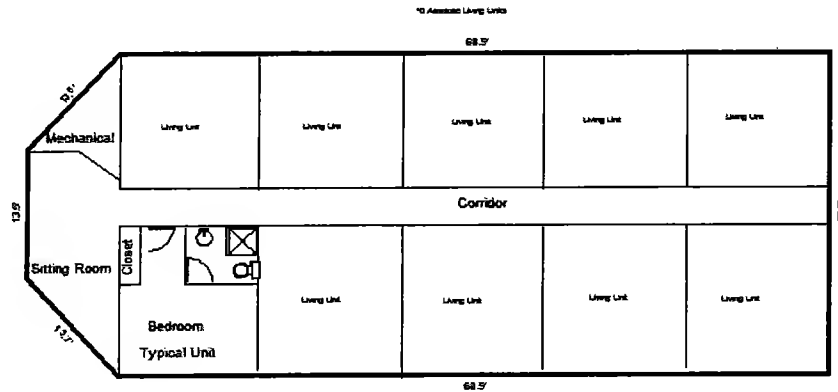 68.5'
Mechanical
Living Unit
Living Unit
Living Unit
Living Unit
Living Unit
Corridor
13.5'
Sitting Room
Closet
Bedroom
Typical Unit
Living Unit
Living Unit
Living Unit
Living Unit
68.5'